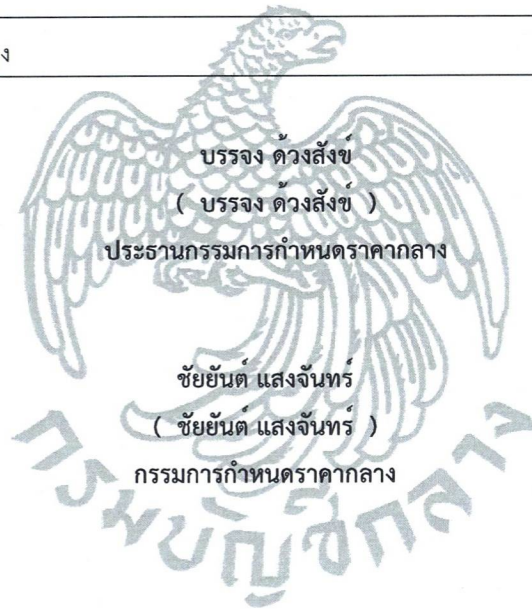 ง
บรรจง ด้วงสังข์
( บรรจง ด้วงสังข์ )
ประธานกรรมการกำหนดราคากลาง
ชัยยันต์ แสงจันทร์
( ชัยยันต์ แสงจันทร์ )
กรรมการกำหนดราคากลาง
กรมบัญชีกลาง